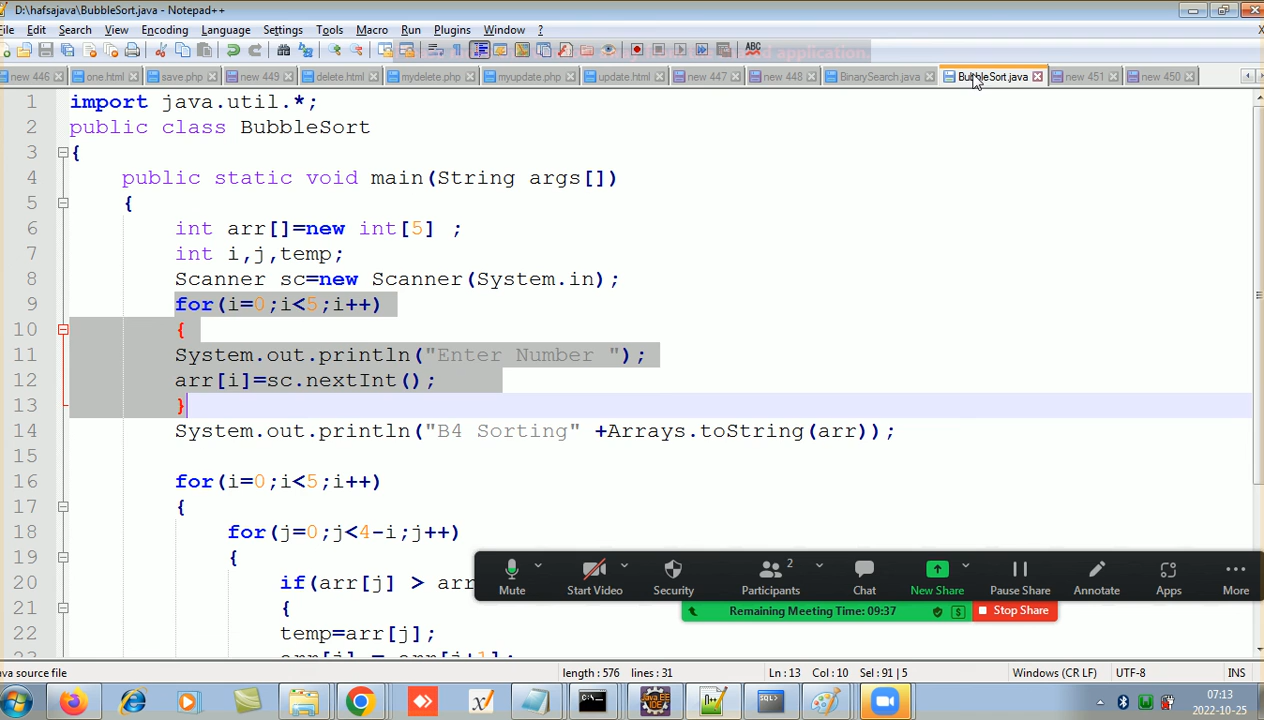 D:\hafsajava\BubbleSort.java - Notepad++
File Edit Search View Encoding Language Settings Tools Macro Run Plugins Window ?
new 446 one.html save.php new 449 delete.html mydelete.php myupdate.php update.html new 447 new 448 BinarySearch.java BubbleSort.java new 451 new 450
1 import java.util.*;
2 public class BubbleSort
3 {
4 public static void main(String args[])
5 {
6 int arr[]=new int[5] ;
7 int i,j,temp;
8 Scanner sc=new Scanner(System.in);
9 for(i=0;i<5;i++)
10 {
11 System.out.println("Enter Number ");
12 arr[i]=sc.nextInt();
13 }
14 System.out.println("B4 Sorting" +Arrays.toString(arr));
15
16 for(i=0;i<5;i++)
17 {
18 for(j=0;j<4-i;j++)
19 {
20 if(arr[j] > arr
21 {
22 temp=arr[j];
arr[j] = arr[j+1];
Mute Start Video Security Participants 2 Chat New Share Pause Share Annotate Apps More
Remaining Meeting Time: 09:37 Stop Share
ava source file length : 576 lines : 31 Ln : 13 Col : 10 Sel : 91 | 5 Windows (CR LF) UTF-8 INS
07:13
2022-10-25